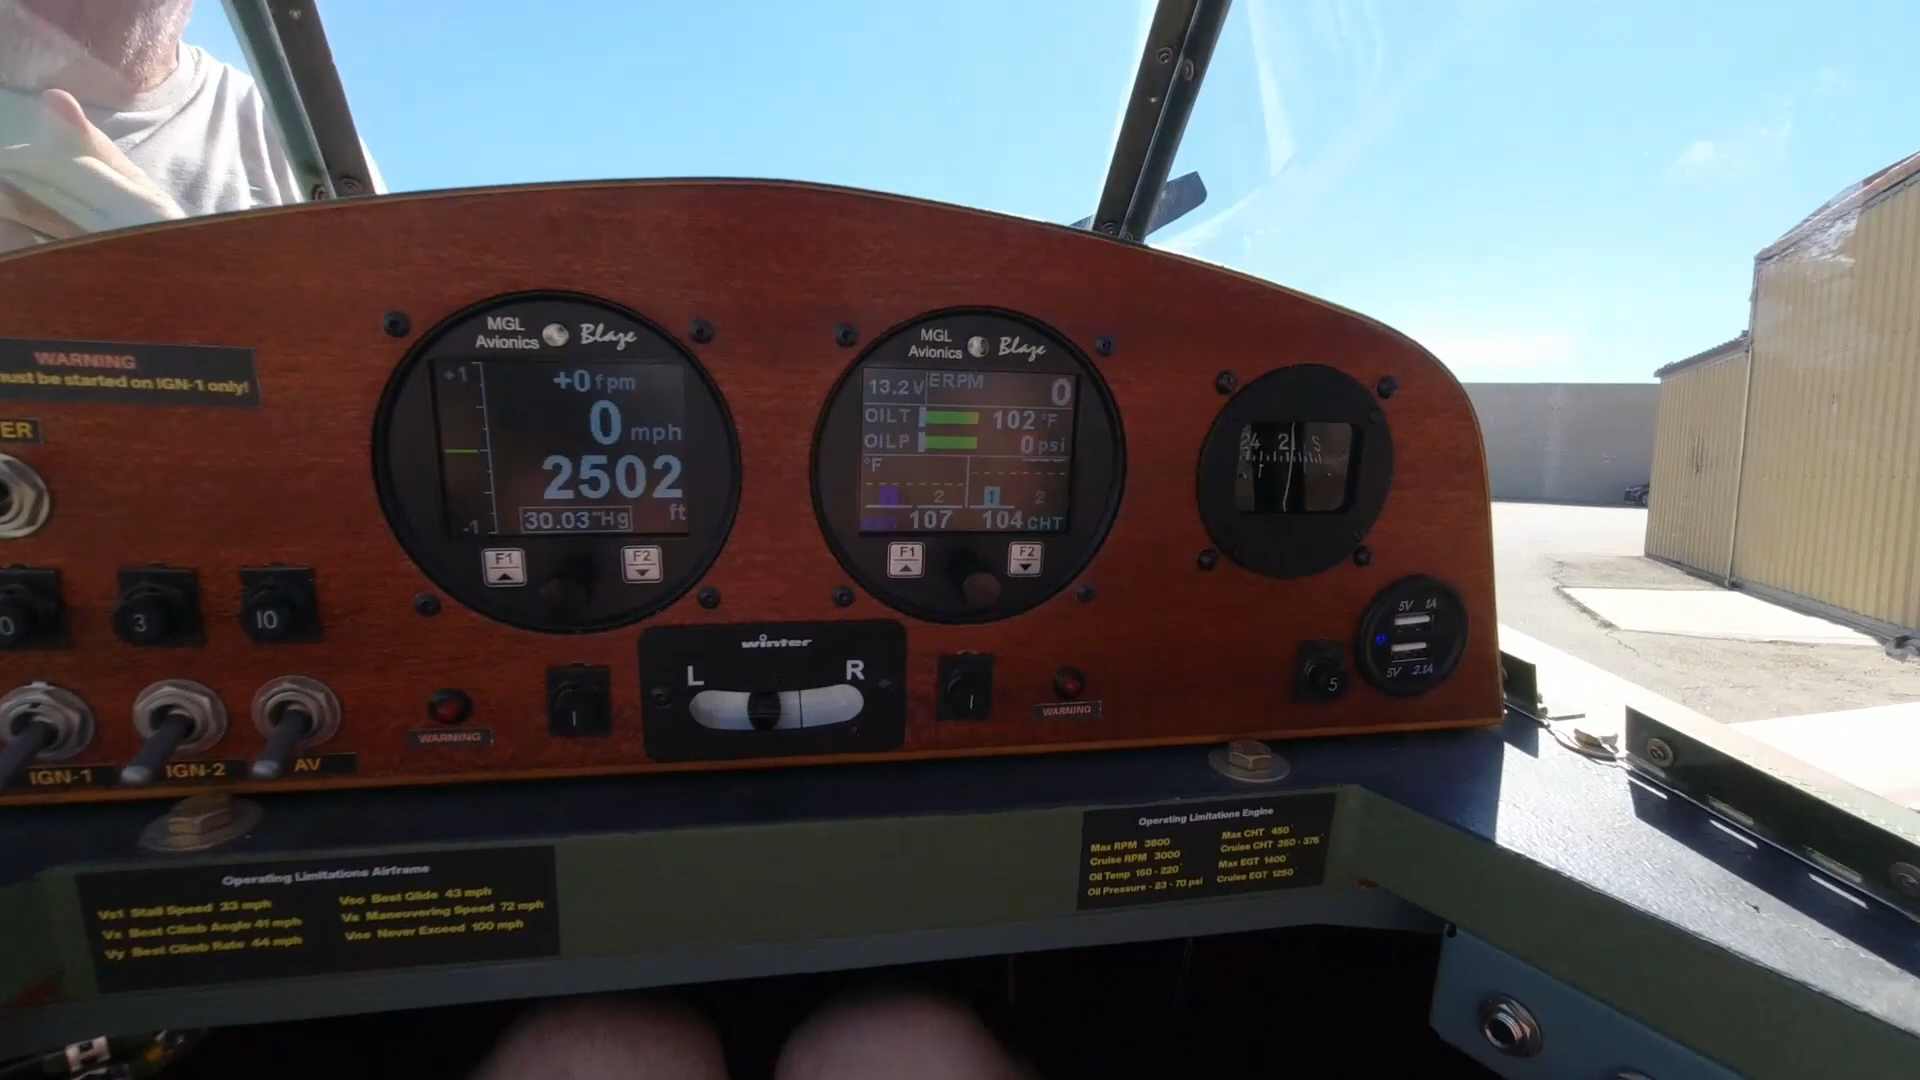 WARNING
must be started on IGN-1 only!
ER
MGL
Avionics
Blaze
+1
+0 fpm
0 mph
2502
ft
30.03"Hg
-1
F1
F2
MGL
Avionics
Blaze
13.2V
ERPM
0
OILT
102 °F
OILP
0 psi
°F
2
1
2
107
104 CHT
F1
F2
24
S
0
3
10
IGN-1
IGN-2
AV
WARNING
1
winter
L
R
1
WARNING
5
5V 1A
5V 2.1A
Operating Limitations Airframe
Vs1 Stall Speed 33 mph
Vx Best Climb Angle 41 mph
Vy Best Climb Rate 44 mph
Vso Best Glide 43 mph
Va Maneuvering Speed 72 mph
Vne Never Exceed 100 mph
Operating Limitations Engine
Max RPM 3600
Cruise RPM 3000
Oil Temp 160 - 220°
Oil Pressure - 23 - 70 psi
Max CHT 450°
Cruise CHT 350 - 375°
Max EGT 1400°
Cruise EGT 1250°